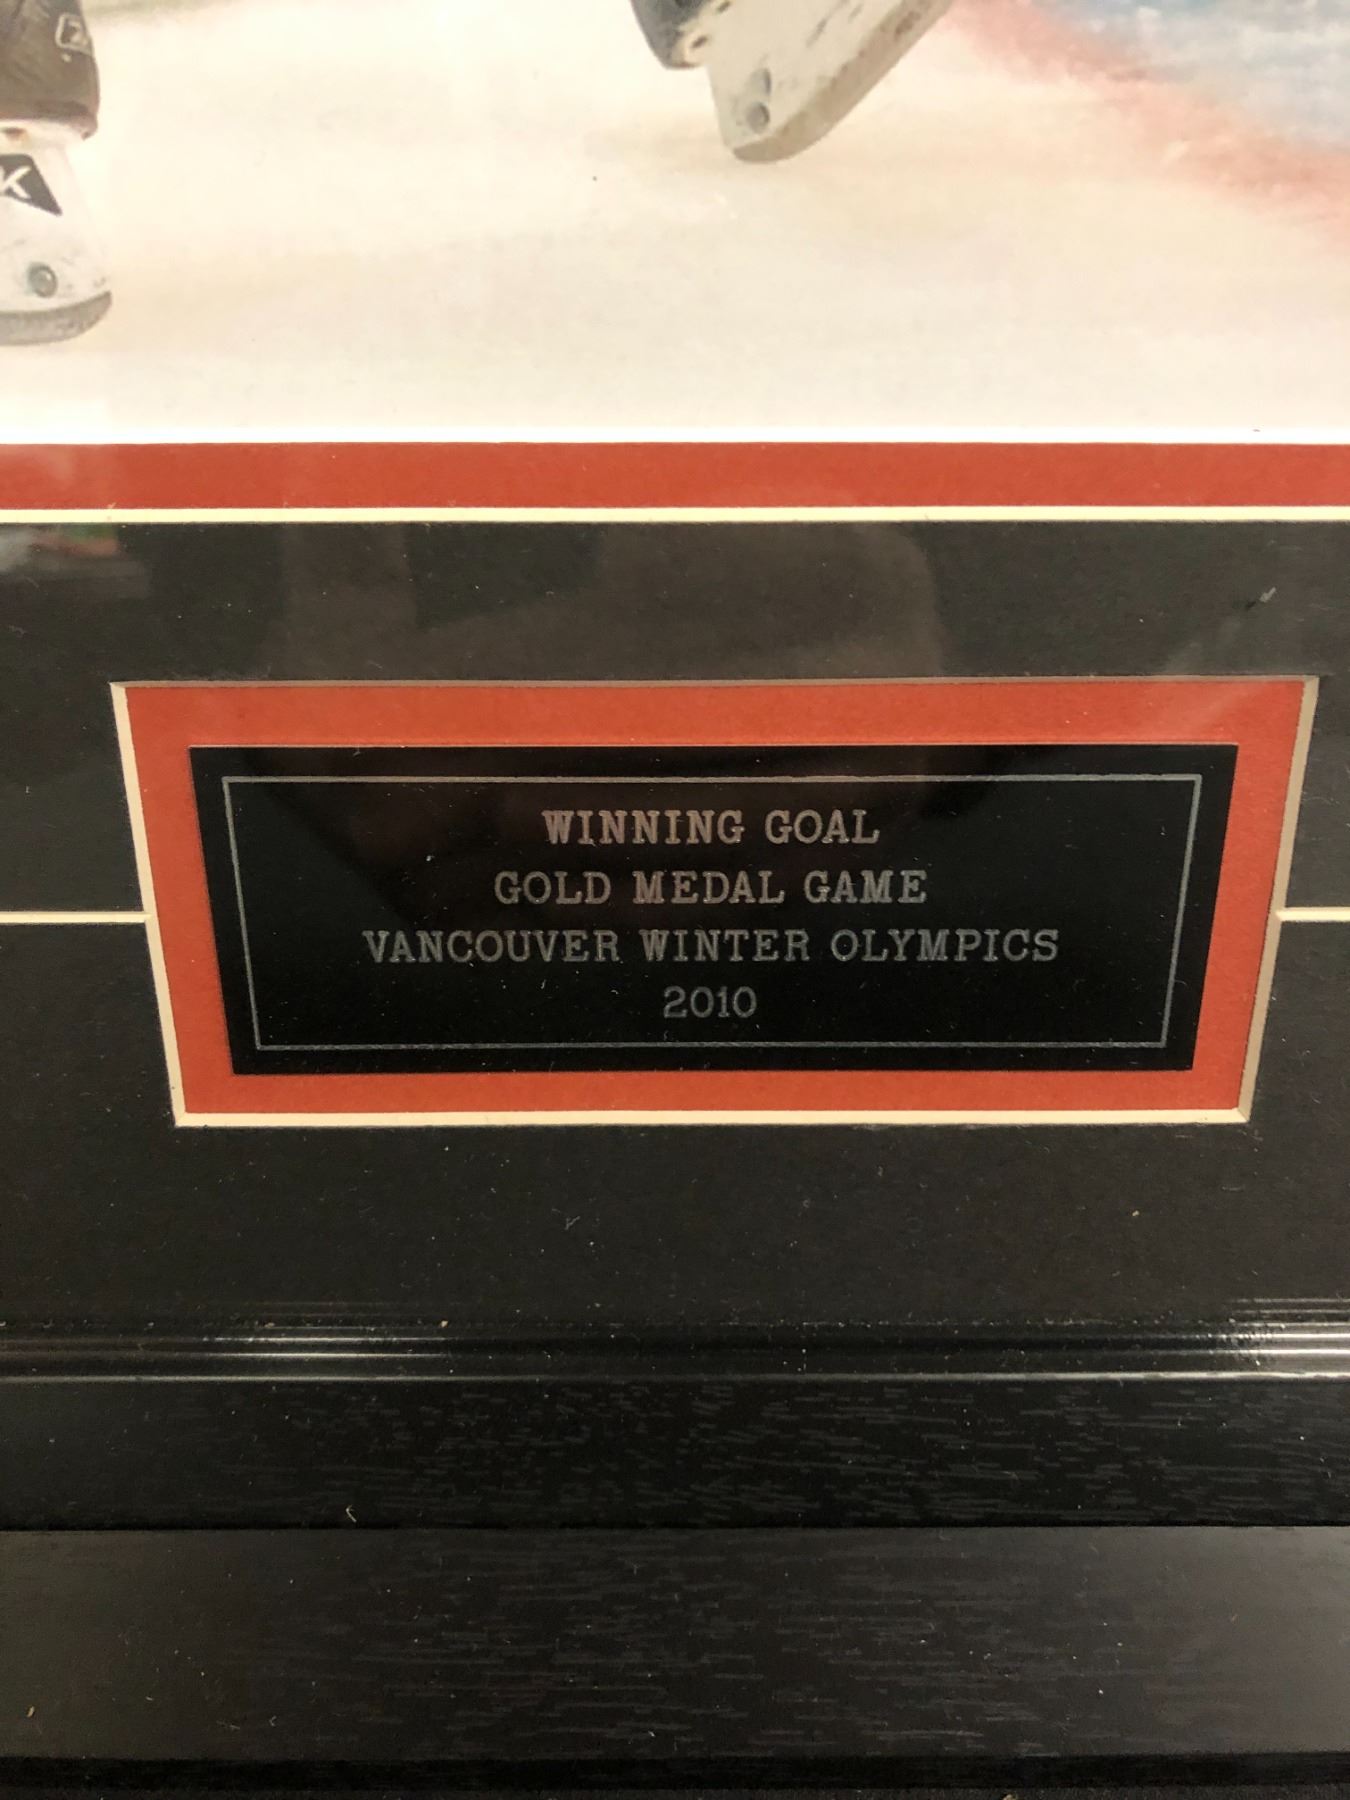 K
WINNING GOAL
GOLD MEDAL GAME
VANCOUVER WINTER OLYMPICS
2010